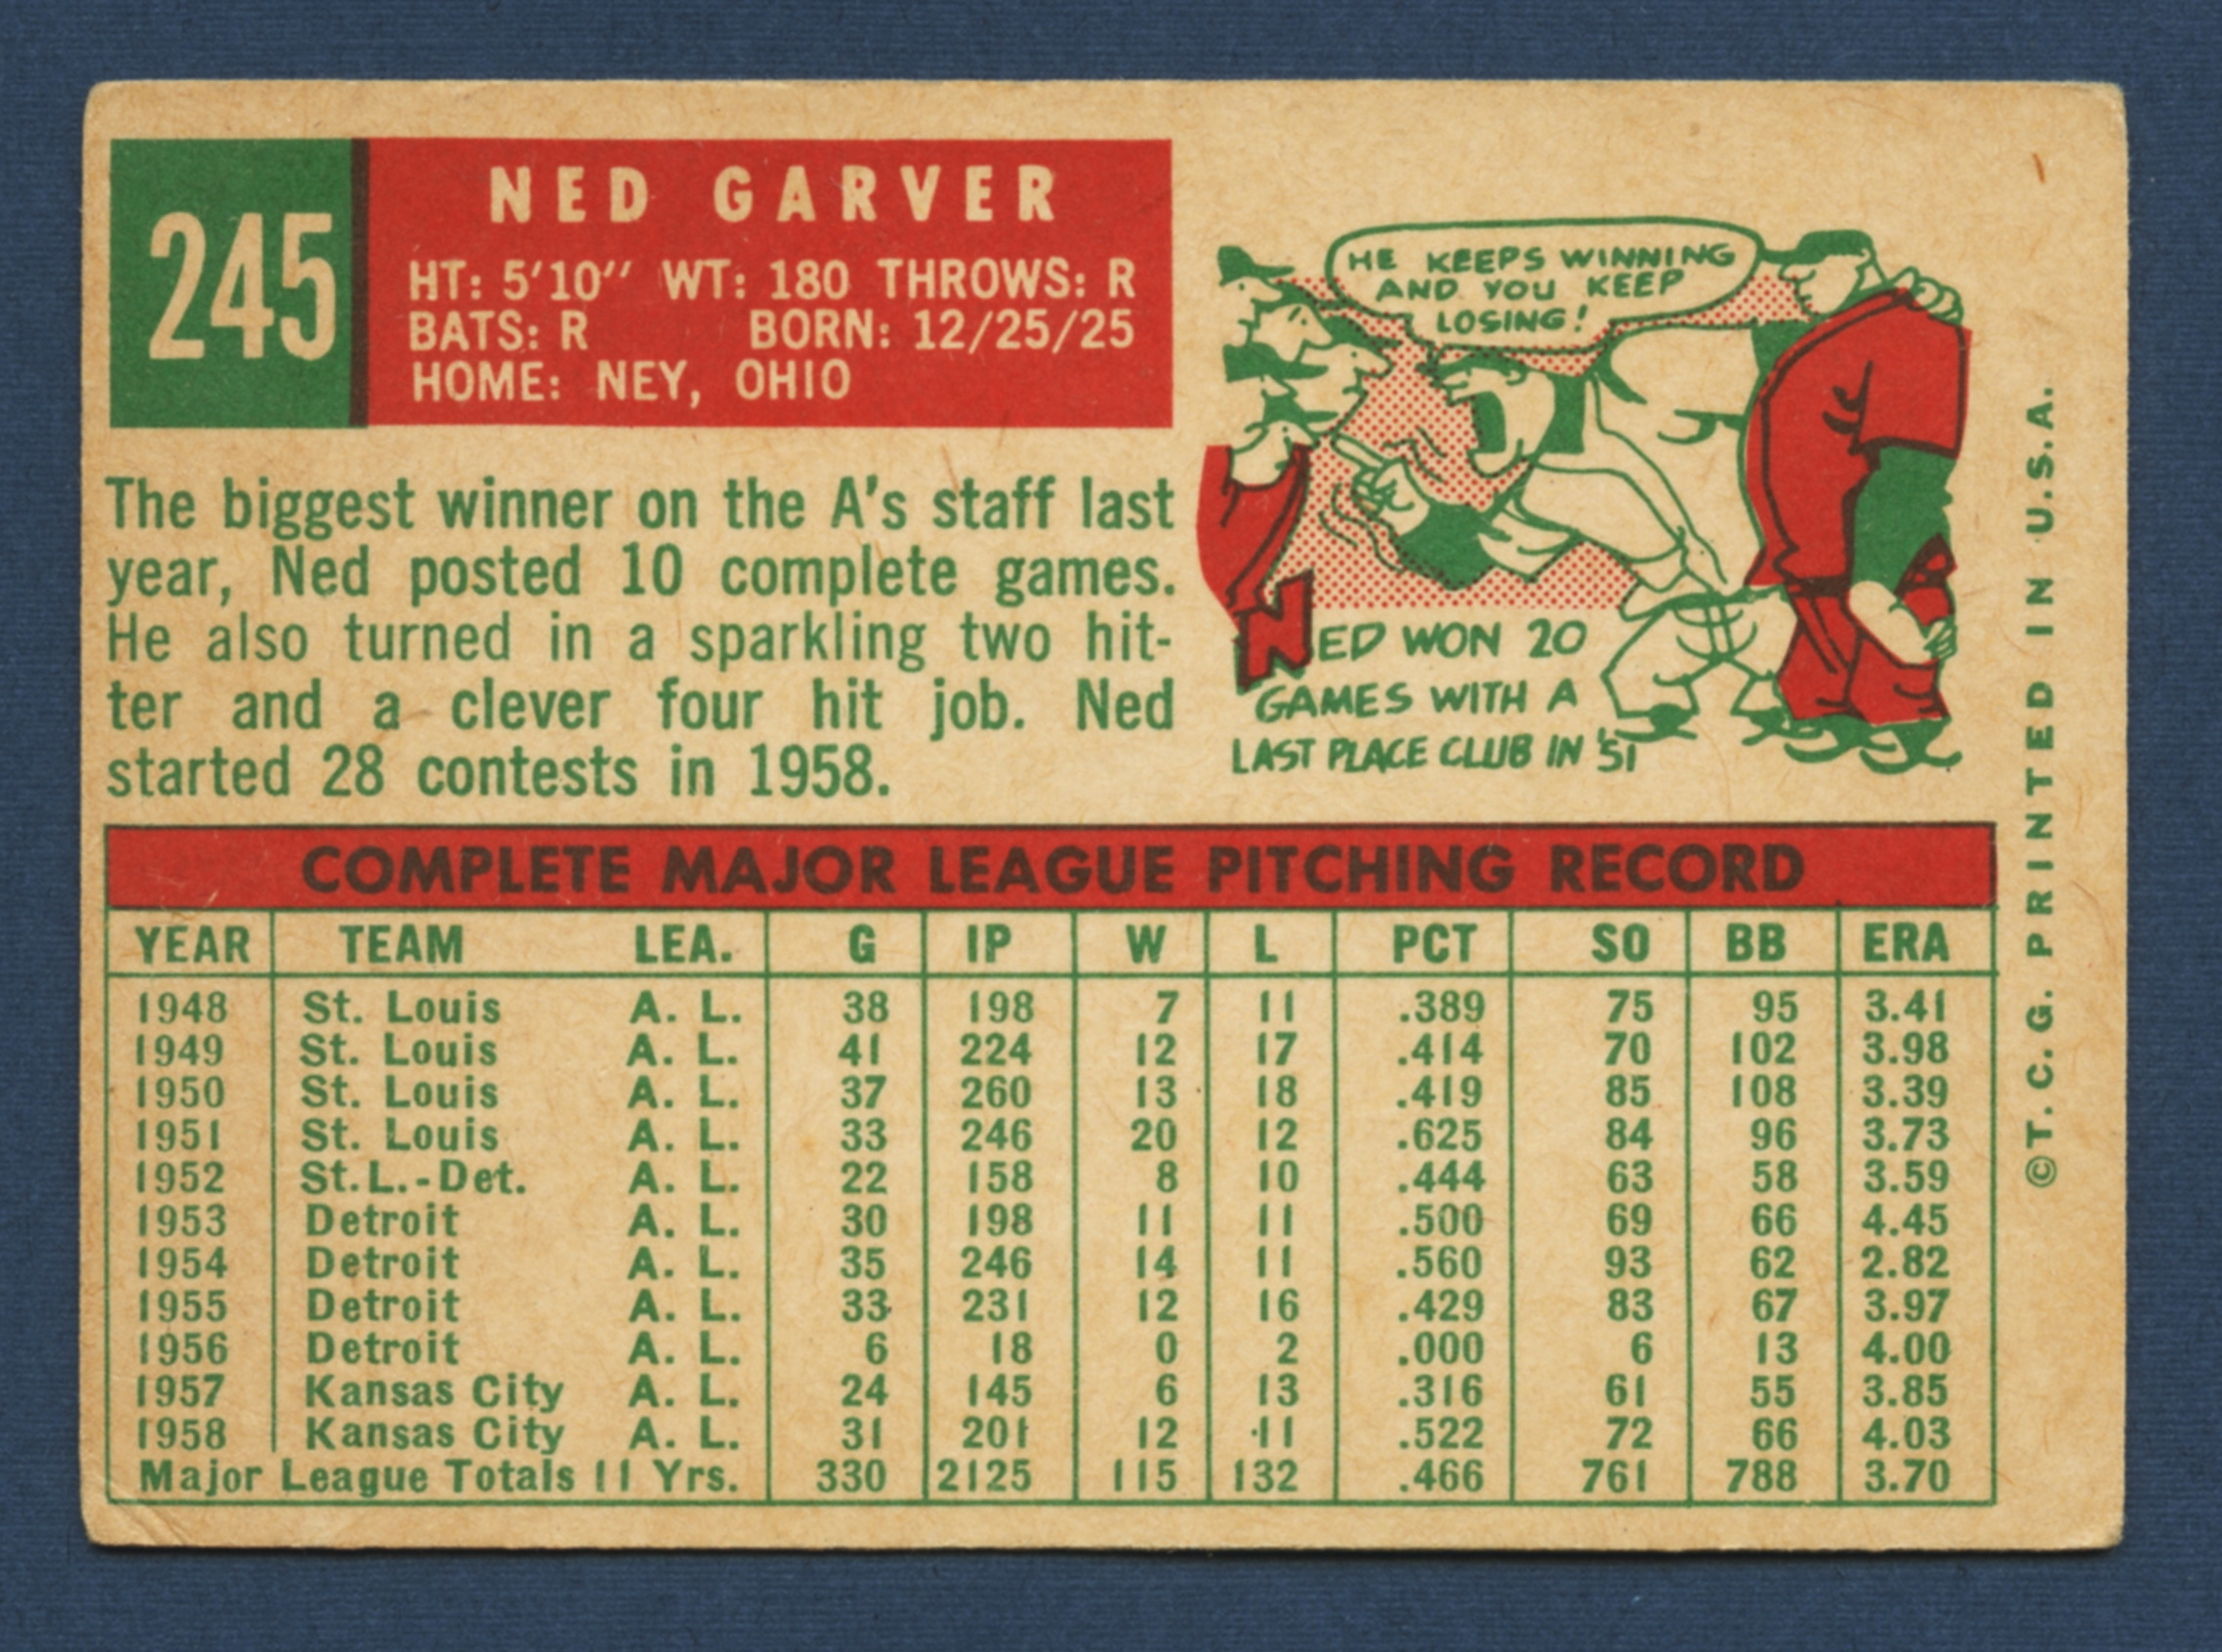 245
NED GARVER
HT: 5'10" WT: 180 THROWS: R
BATS: R BORN: 12/25/25
HOME: NEY, OHIO
The biggest winner on the A's staff last
year, Ned posted 10 complete games.
He also turned in a sparkling two hit-
ter and a clever four hit job. Ned
started 28 contests in 1958.
HE KEEPS WINNING
AND YOU KEEP
LOSING!
NED WON 20
GAMES WITH A
LAST PLACE CLUB IN '51
COMPLETE MAJOR LEAGUE PITCHING RECORD
YEAR TEAM LEA. G IP W L PCT SO BB ERA
1948 St. Louis A. L. 38 198 7 11 .389 75 95 3.41
1949 St. Louis A. L. 41 224 12 17 .414 70 102 3.98
1950 St. Louis A. L. 37 260 13 18 .419 85 108 3.39
1951 St. Louis A. L. 33 246 20 12 .625 84 96 3.73
1952 St.L.-Det. A. L. 22 158 8 10 .444 63 58 3.59
1953 Detroit A. L. 30 198 11 11 .500 69 66 4.45
1954 Detroit A. L. 35 246 14 11 .560 93 62 2.82
1955 Detroit A. L. 33 231 12 16 .429 83 67 3.97
1956 Detroit A. L. 6 18 0 2 .000 6 13 4.00
1957 Kansas City A. L. 24 145 6 13 .316 61 55 3.85
1958 Kansas City A. L. 31 201 12 11 .522 72 66 4.03
Major League Totals 11 Yrs. 330 2125 115 132 .466 761 788 3.70
©T. C. G. PRINTED IN U.S.A.